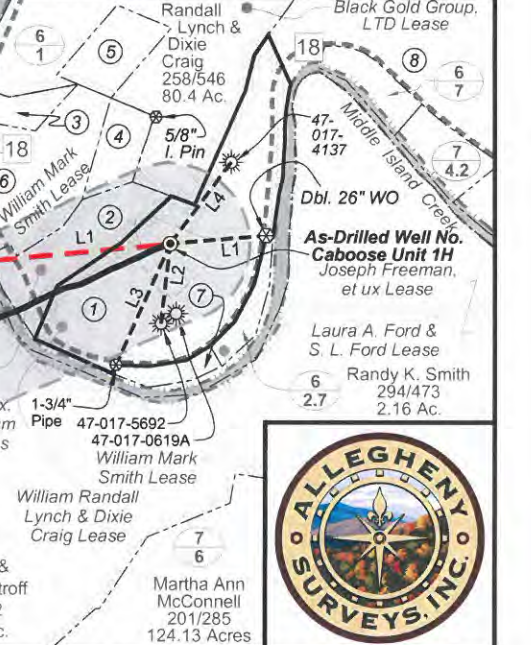 Randall
Lynch &
Dixie
Craig
258/546
80.4 Ac.
Black Gold Group,
LTD Lease
6
1
5
18
8
6
7
3
4
5/8"
I. Pin
47-
017-
4137
Middle Island Creek
7
4.2
18
6
William Mark
Smith Lease
2
L4
Dbl. 26" WO
L1
L1
As-Drilled Well No.
Caboose Unit 1H
Joseph Freeman,
et ux Lease
L2
L3
1
7
Laura A. Ford &
S. L. Ford Lease
6
2.7
Randy K. Smith
294/473
2.16 Ac.
x.
m
s
1-3/4"
Pipe
47-017-5692
47-017-0619A
William Mark
Smith Lease
William Randall
Lynch & Dixie
Craig Lease
7
6
&
troff
2
c.
Martha Ann
McConnell
201/285
124.13 Acres
ALLEGHENY
SURVEYS, INC.